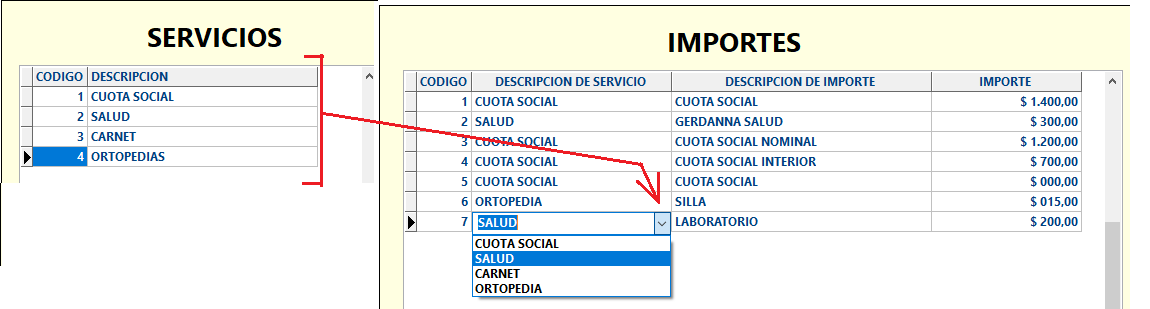 SERVICIOS
CODIGO DESCRIPCION
1 CUOTA SOCIAL
2 SALUD
3 CARNET
4 ORTOPEDIAS
IMPORTES
CODIGO DESCRIPCION DE SERVICIO DESCRIPCION DE IMPORTE IMPORTE
1 CUOTA SOCIAL CUOTA SOCIAL $ 1.400,00
2 SALUD GERDANNA SALUD $ 300,00
3 CUOTA SOCIAL CUOTA SOCIAL NOMINAL $ 1.200,00
4 CUOTA SOCIAL CUOTA SOCIAL INTERIOR $ 700,00
5 CUOTA SOCIAL CUOTA SOCIAL $ 000,00
6 ORTOPEDIA SILLA $ 015,00
7 SALUD LABORATORIO $ 200,00
CUOTA SOCIAL
SALUD
CARNET
ORTOPEDIA